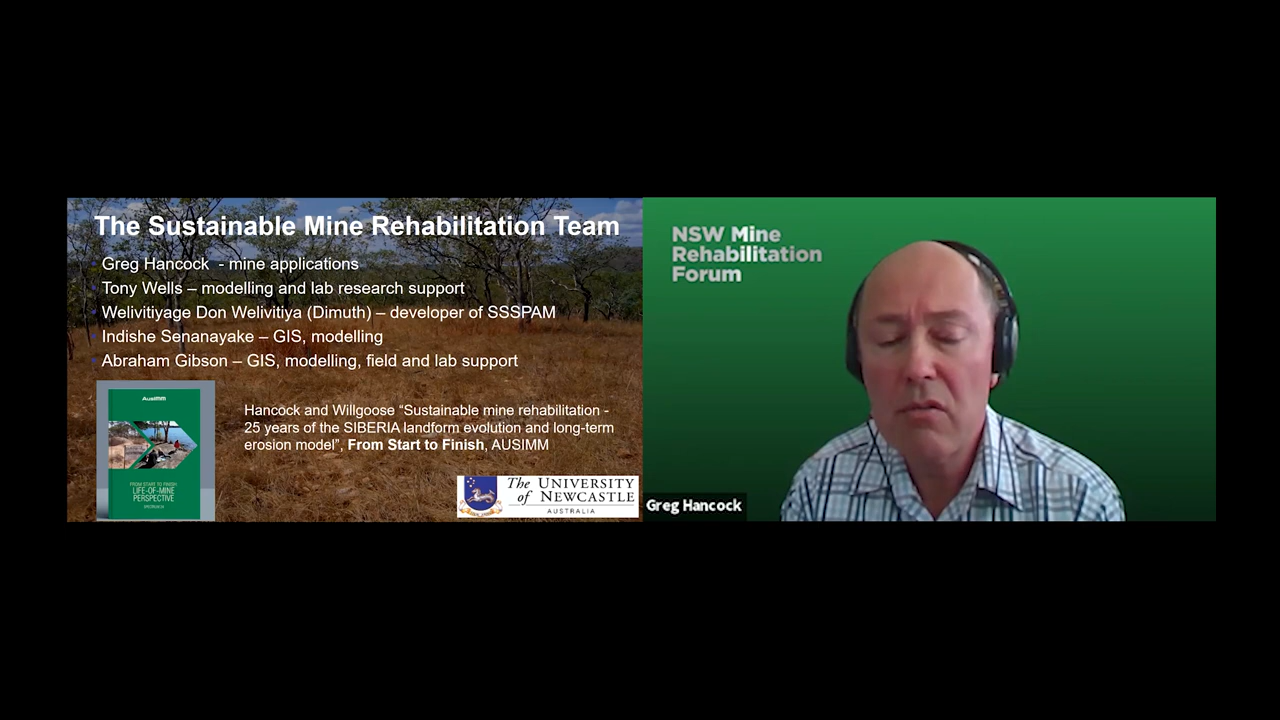 The Sustainable Mine Rehabilitation Team
Greg Hancock - mine applications
Tony Wells – modelling and lab research support
Welivitiyage Don Welivitiya (Dimuth) – developer of SSSPAM
Indishe Senanayake – GIS, modelling
Abraham Gibson – GIS, modelling, field and lab support
AusIMM
FROM START TO FINISH
LIFE-OF-MINE
PERSPECTIVE
Hancock and Willgoose “Sustainable mine rehabilitation -
25 years of the SIBERIA landform evolution and long-term
erosion model”, From Start to Finish, AUSIMM
The UNIVERSITY
of NEWCASTLE
AUSTRALIA
NSW Mine
Rehabilitation
Forum
Greg Hancock